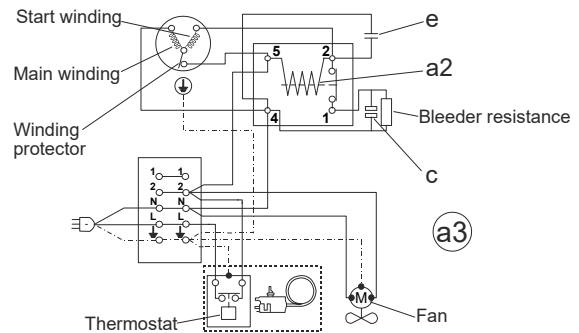 Start winding
e
5 2
a2
Main winding
4 1
Bleeder resistance
Winding
protector
c
1 1
2 2
N N
L L
a3
M
Fan
Thermostat